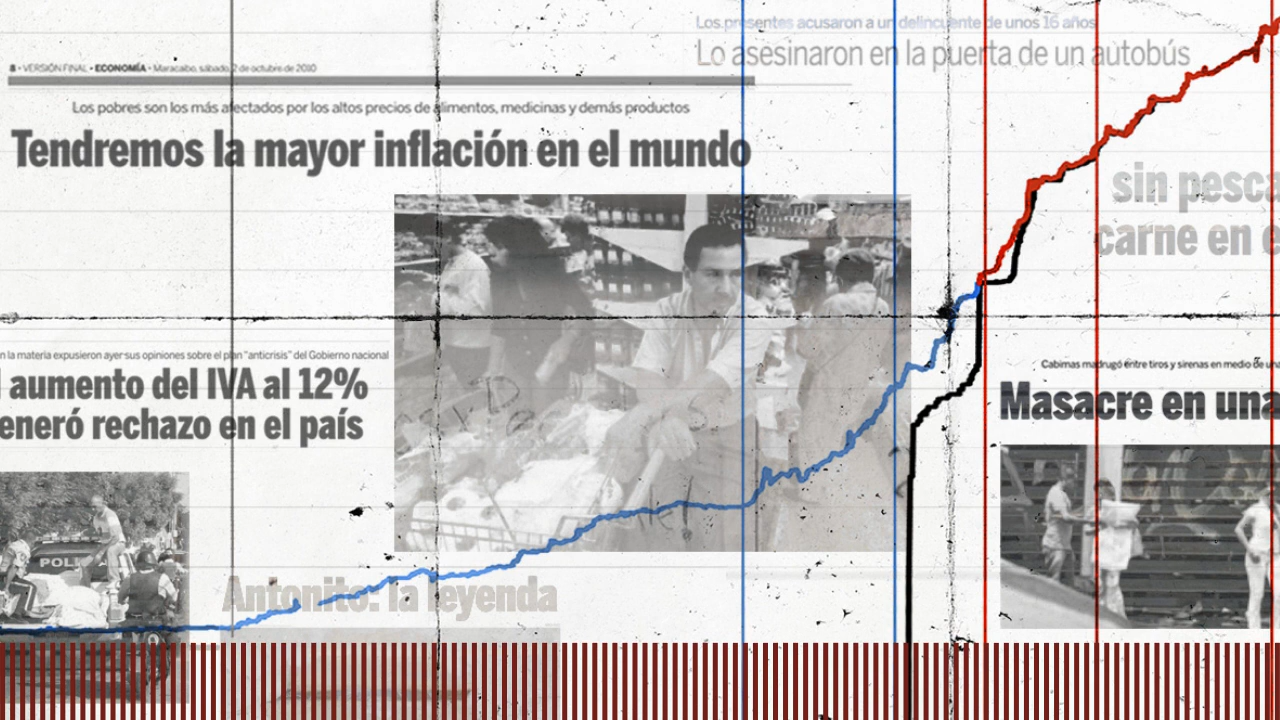 Los presentes acusaron a un delincuente de unos 16 años
Lo asesinaron en la puerta de un autobús
8 • VERSIÓN FINAL • ECONOMÍA • Maracaibo, sábado, 2 de octubre de 2010
Los pobres son los más afectados por los altos precios de alimentos, medicinas y demás productos
Tendremos la mayor inflación en el mundo
sin pesca
carne en e
n la materia expusieron ayer sus opiniones sobre el plan "anticrisis" del Gobierno nacional
l aumento del IVA al 12%
eneró rechazo en el país
Cabimas madrugó entre tiros y sirenas en medio de una
Masacre en una
POLI
Antonito: la leyenda